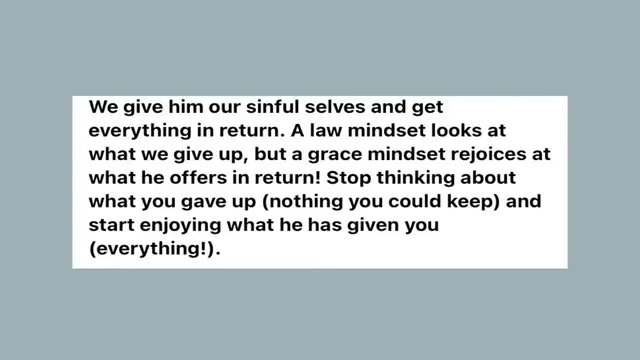 We give him our sinful selves and get
everything in return. A law mindset looks at
what we give up, but a grace mindset rejoices at
what he offers in return! Stop thinking about
what you gave up (nothing you could keep) and
start enjoying what he has given you
(everything!).